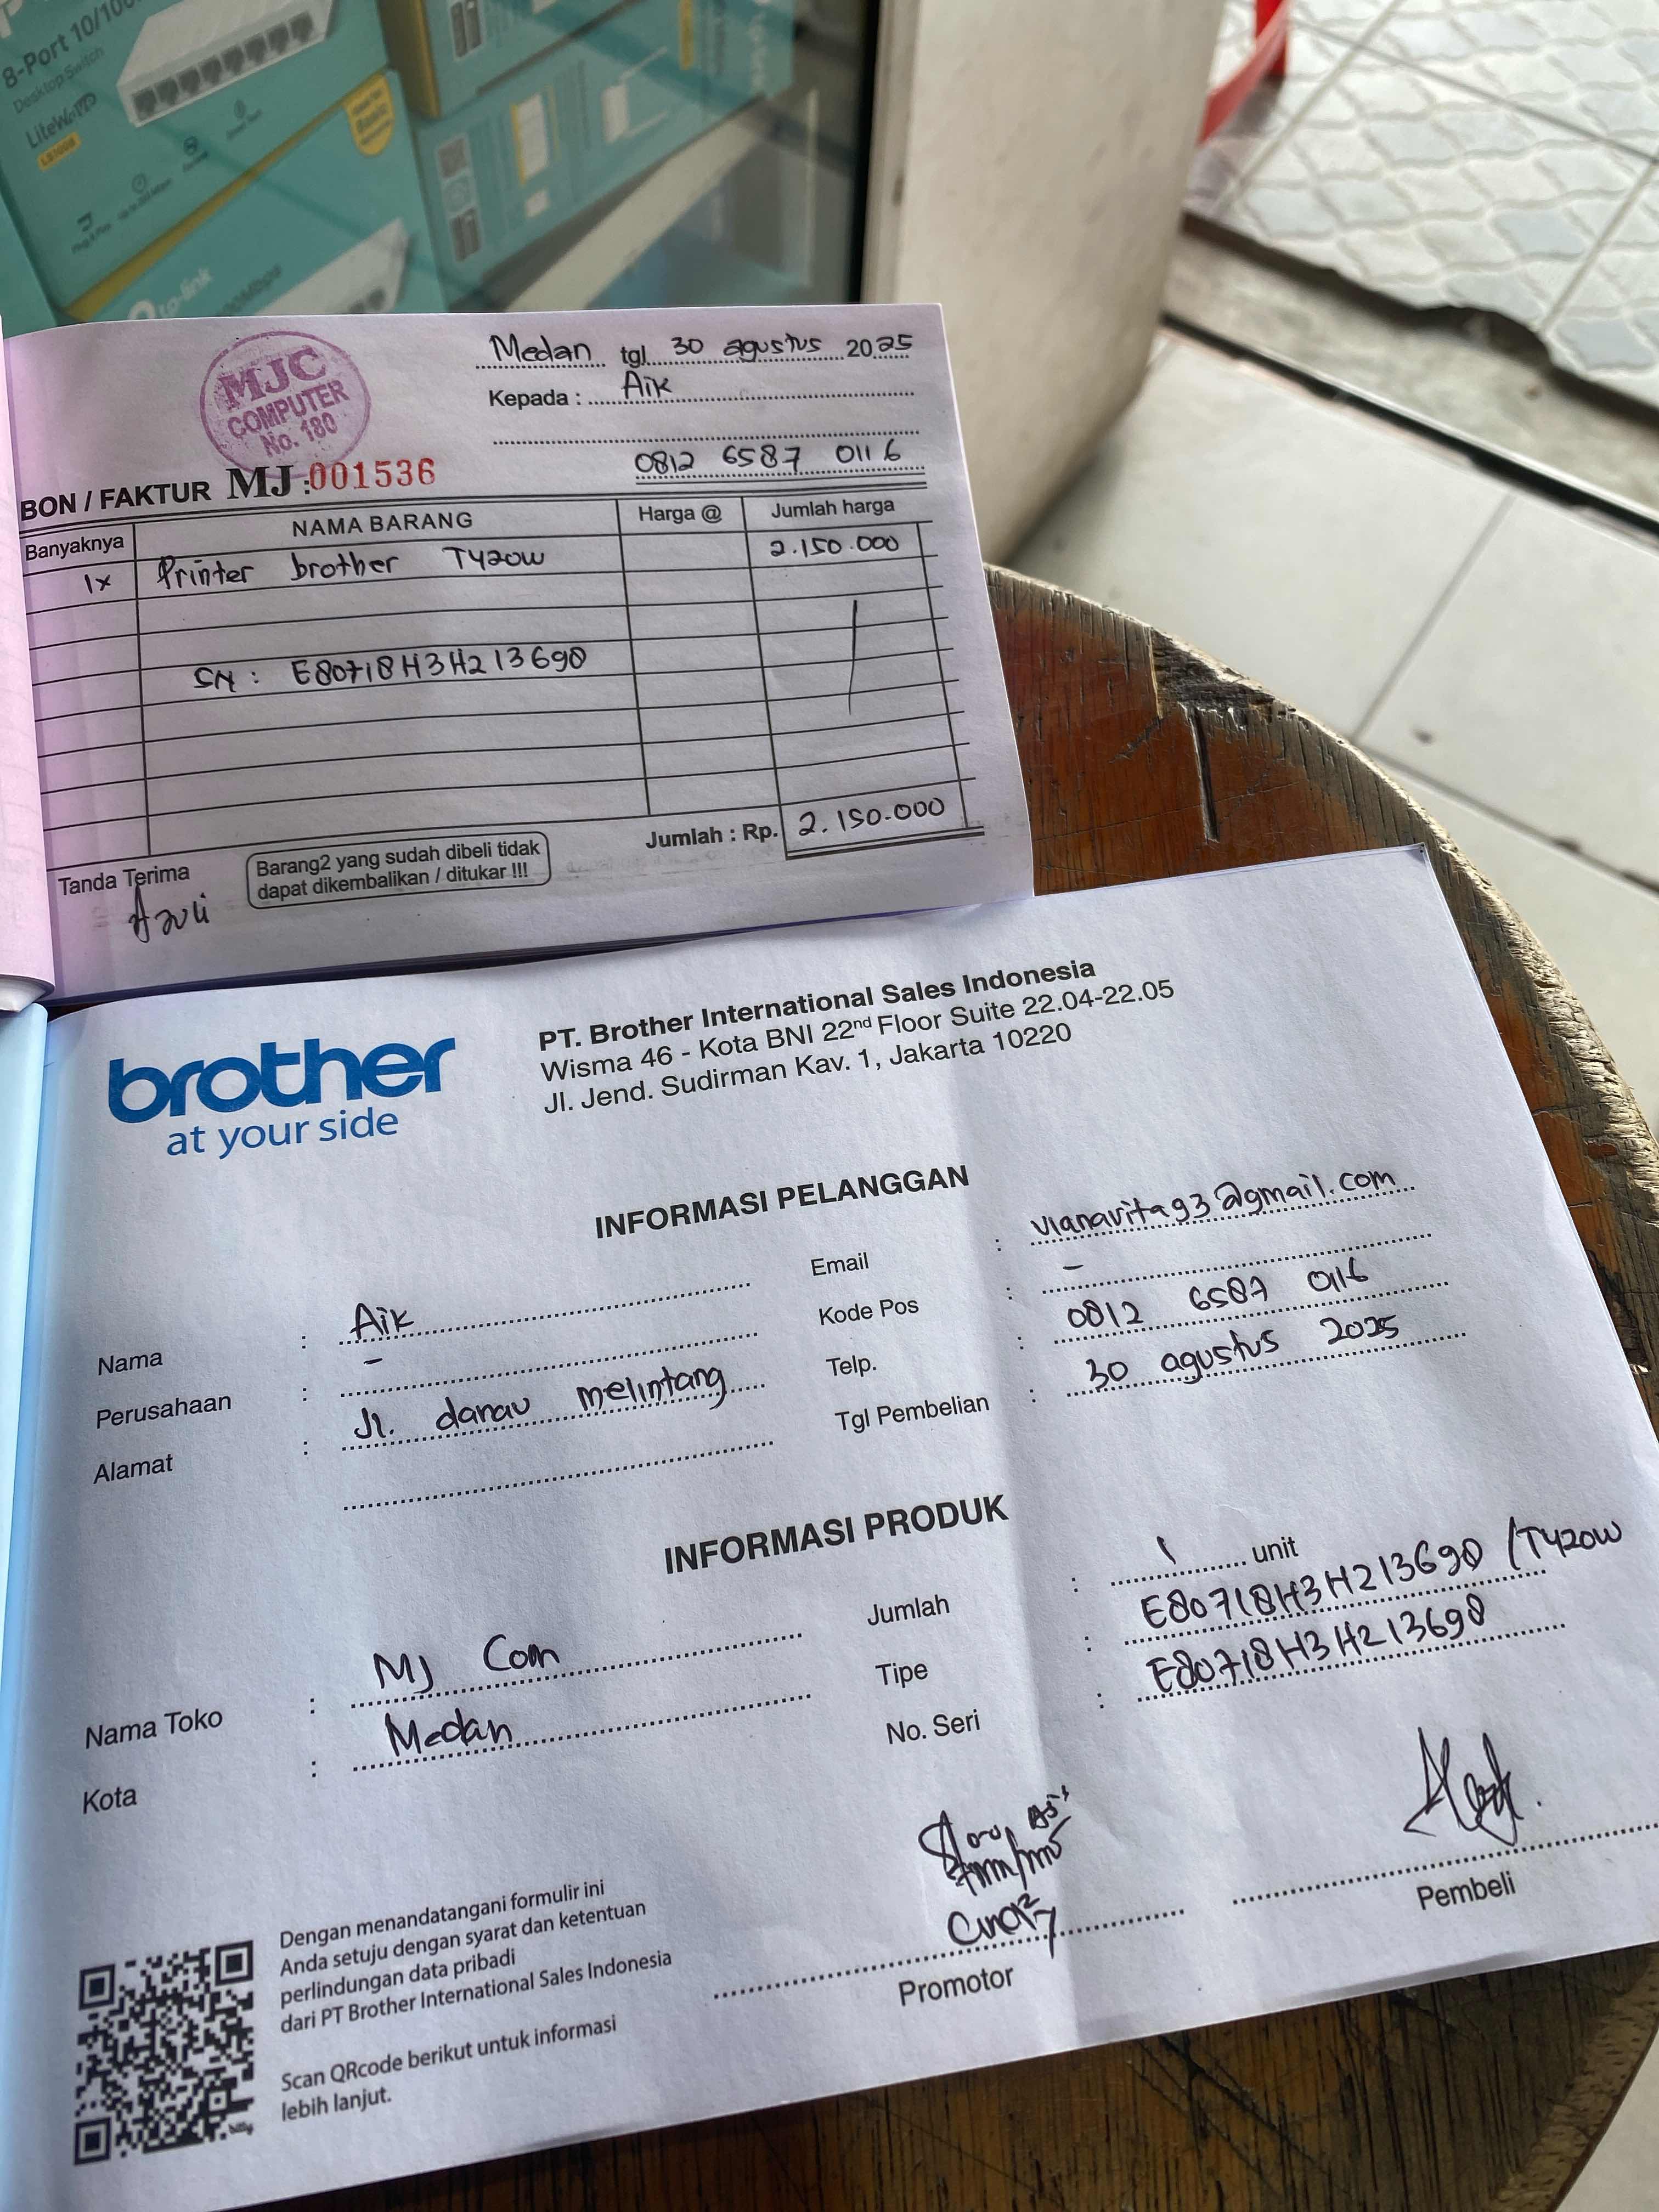 8-Port 10/100
Desktop Switch
LiteWave
LS1008
tp-link
MJC
COMPUTER
No. 180
Medan tgl 30 agustus 2025
Kepada : Aik
0812 6587 0116
BON / FAKTUR MJ :001536
Banyaknya NAMA BARANG Harga @ Jumlah harga
1x Printer brother T420W 2.150.000
SN : E80718H3H213690
Jumlah : Rp. 2.150.000
Tanda Terima
Barang2 yang sudah dibeli tidak
dapat dikembalikan / ditukar !!!
brother
at your side
PT. Brother International Sales Indonesia
Wisma 46 - Kota BNI 22nd Floor Suite 22.04-22.05
Jl. Jend. Sudirman Kav. 1, Jakarta 10220
INFORMASI PELANGGAN
Nama : Aik
Perusahaan : -
Alamat : Jl. danau melintang
Email : vianavita93@gmail.com
Kode Pos : -
Telp. : 0812 6587 0116
Tgl Pembelian : 30 agustus 2025
INFORMASI PRODUK
Nama Toko : MJ Com
Kota : Medan
Jumlah : 1 unit
Tipe : E80718H3H213690 /T420W
No. Seri : E80718H3H213690
Dengan menandatangani formulir ini
Anda setuju dengan syarat dan ketentuan
perlindungan data pribadi
dari PT Brother International Sales Indonesia
Scan QRcode berikut untuk informasi
lebih lanjut.
Promotor
Pembeli